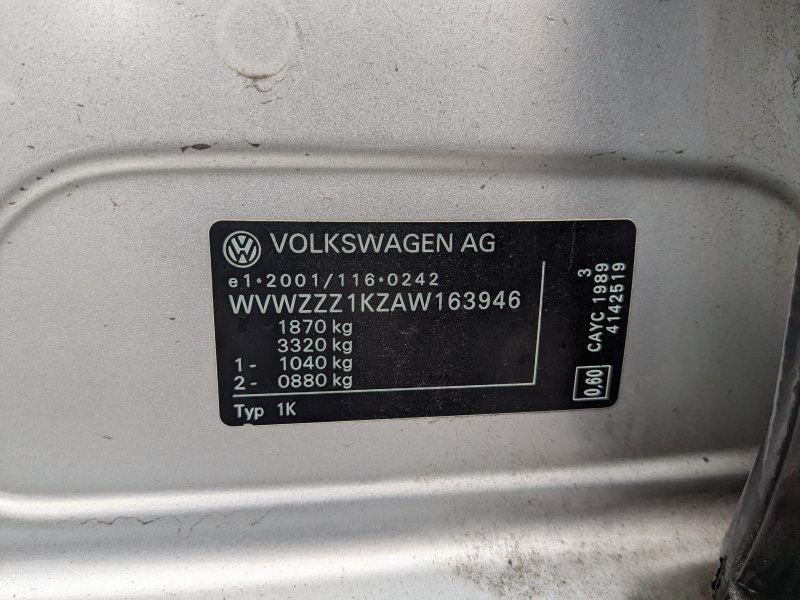 VOLKSWAGEN AG
e1*2001/116*0242
WVWZZZ1KZAW163946
1870 kg
3320 kg
1- 1040 kg
2- 0880 kg
Typ 1K
3
CAYC 1989
4142519
0,60